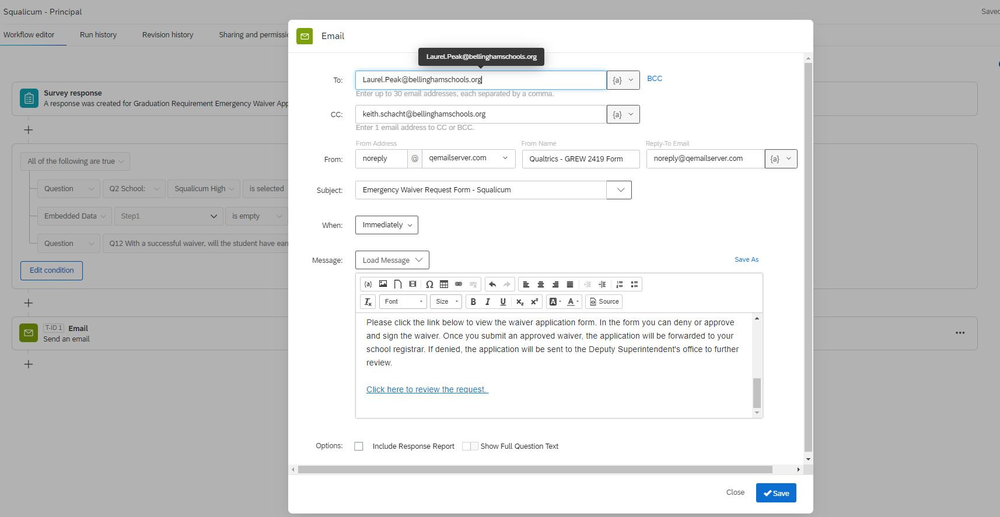 Squalicum - Principal
Saved
Workflow editor
Run history
Revision history
Sharing and permissio
Email
Laurel.Peak@bellinghamschools.org
To:
Laurel.Peak@bellinghamschools.org
{a}
BCC
Enter up to 30 email addresses, each separated by a comma.
Survey response
A response was created for Graduation Requirement Emergency Waiver App
CC:
keith.schacht@bellinghamschools.org
{a}
Enter 1 email address to CC or BCC.
From Address
From Name
Reply-To Email
From:
noreply
@
qemailserver.com
Qualtrics - GREW 2419 Form
noreply@qemailserver.com
{a}
All of the following are true
Question
Q2 School:
Squalicum High
is selected
Subject:
Emergency Waiver Request Form - Squalicum
Embedded Data
Step1
is empty
When:
Immediately
Question
Q12 With a successful waiver, will the student have ear
Message:
Load Message
Save As
Edit condition
{a}
Ω
Font
Size
B
I
U
x₂
x²
A
A
Source
T-ID 1
Email
Send an email
Please click the link below to view the waiver application form. In the form you can deny or approve
and sign the waiver. Once you submit an approved waiver, the application will be forwarded to your
school registrar. If denied, the application will be sent to the Deputy Superintendent's office to further
review.
Click here to review the request.
Options:
Include Response Report
Show Full Question Text
Close
Save